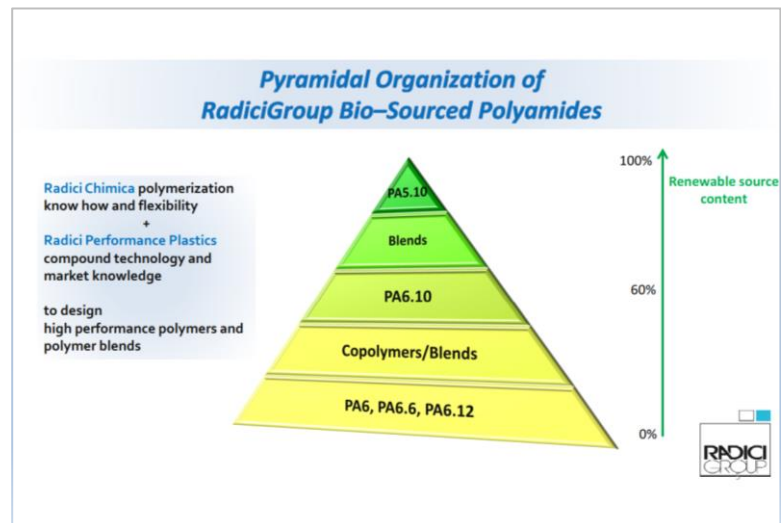 Pyramidal Organization of
RadiciGroup Bio–Sourced Polyamides
Radici Chimica polymerization
know how and flexibility
+
Radici Performance Plastics
compound technology and
market knowledge
to design
high performance polymers and
polymer blends
PA5.10
Blends
PA6.10
Copolymers/Blends
PA6, PA6.6, PA6.12
100%
Renewable source
content
60%
0%
RADICI
GROUP